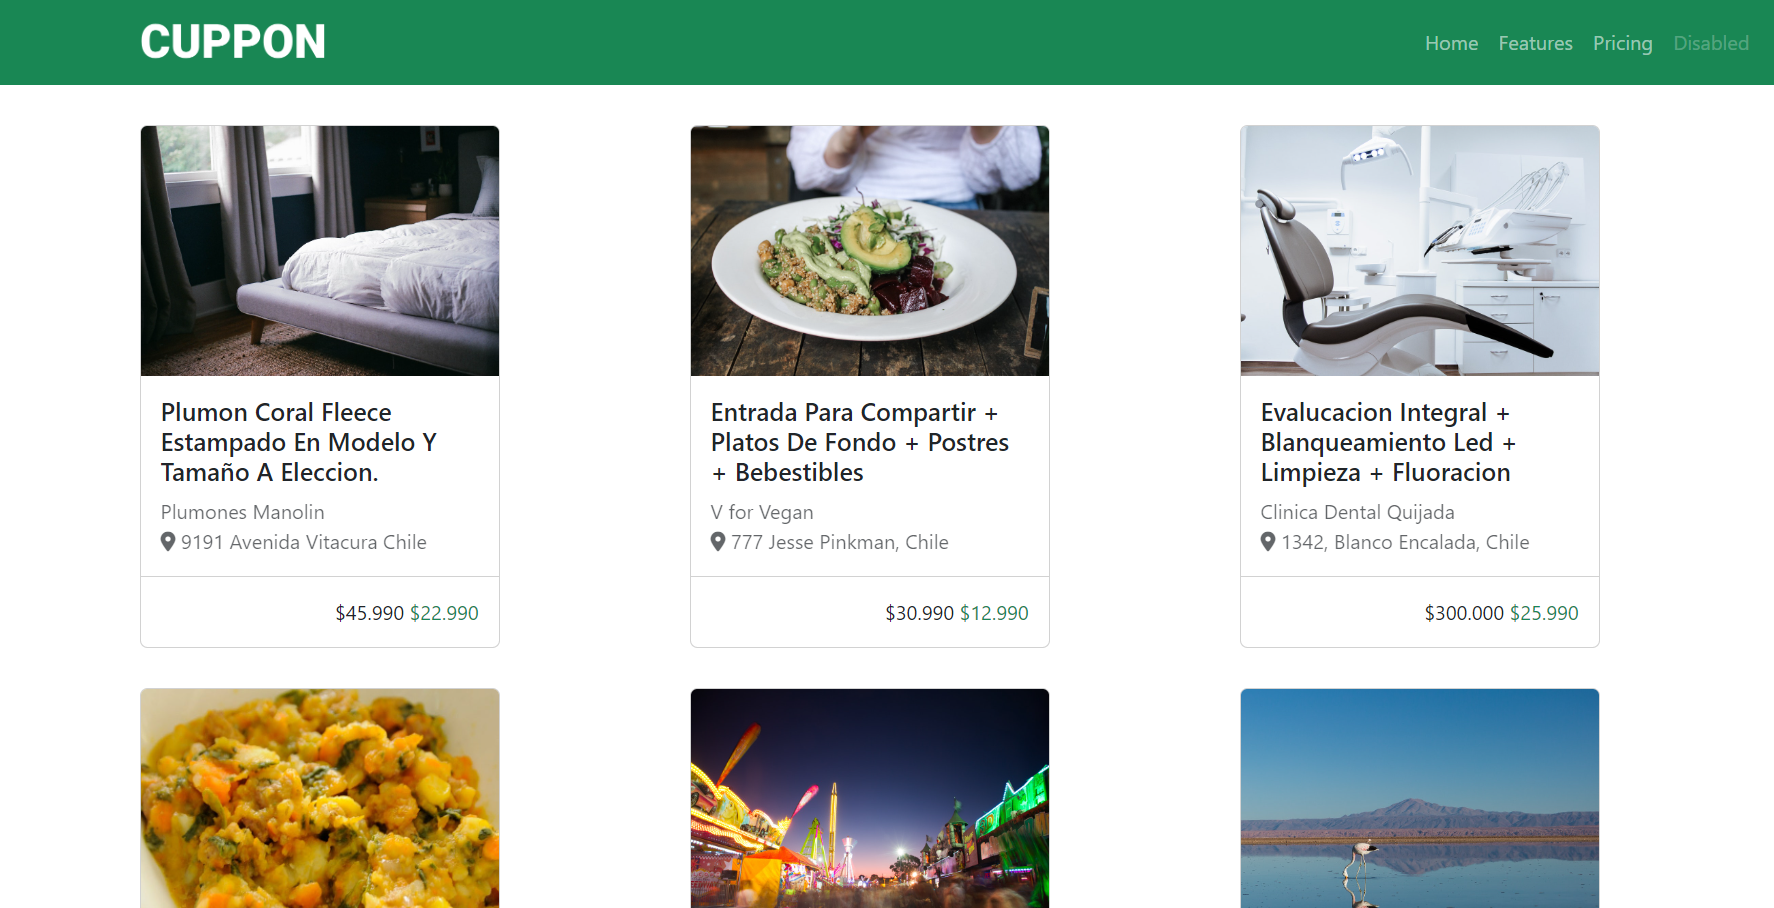 CUPPON
Home Features Pricing Disabled
Plumon Coral Fleece
Estampado En Modelo Y
Tamaño A Eleccion.
Plumones Manolin
9191 Avenida Vitacura Chile
$45.990 $22.990
Entrada Para Compartir +
Platos De Fondo + Postres
+ Bebestibles
V for Vegan
777 Jesse Pinkman, Chile
$30.990 $12.990
Evalucacion Integral +
Blanqueamiento Led +
Limpieza + Fluoracion
Clinica Dental Quijada
1342, Blanco Encalada, Chile
$300.000 $25.990